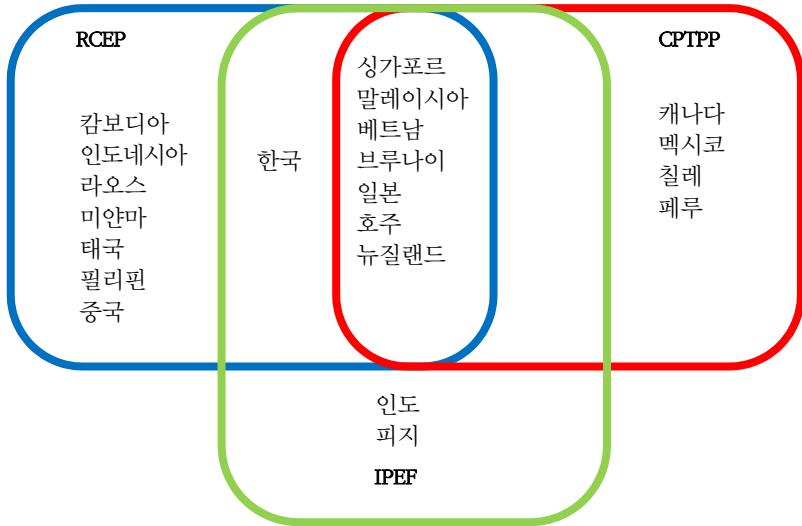 RCEP
캄보디아
인도네시아
라오스
미얀마
태국
필리핀
중국
한국
싱가포르
말레이시아
베트남
브루나이
일본
호주
뉴질랜드
CPTPP
캐나다
멕시코
칠레
페루
인도
피지
IPEF